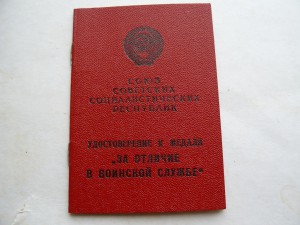 СОЮЗ
СОВЕТСКИХ
СОЦИАЛИСТИЧЕСКИХ
РЕСПУБЛИК
УДОСТОВЕРЕНИЕ К МЕДАЛИ
„ЗА ОТЛИЧИЕ
В ВОИНСКОЙ СЛУЖБЕ“